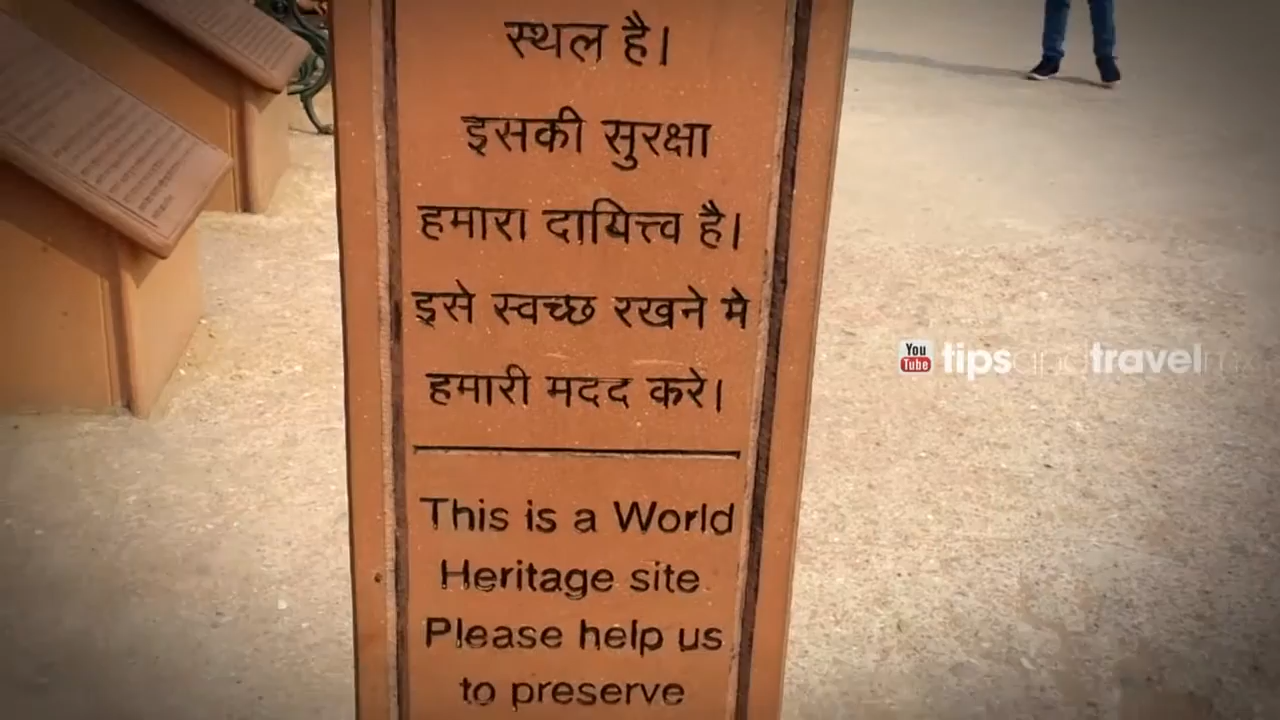 स्थल है।
इसकी सुरक्षा
हमारा दायित्त्व है।
इसे स्वच्छ रखने मे
हमारी मदद करे।
This is a World
Heritage site
Please help us
to preserve
You Tube tipsandtravel